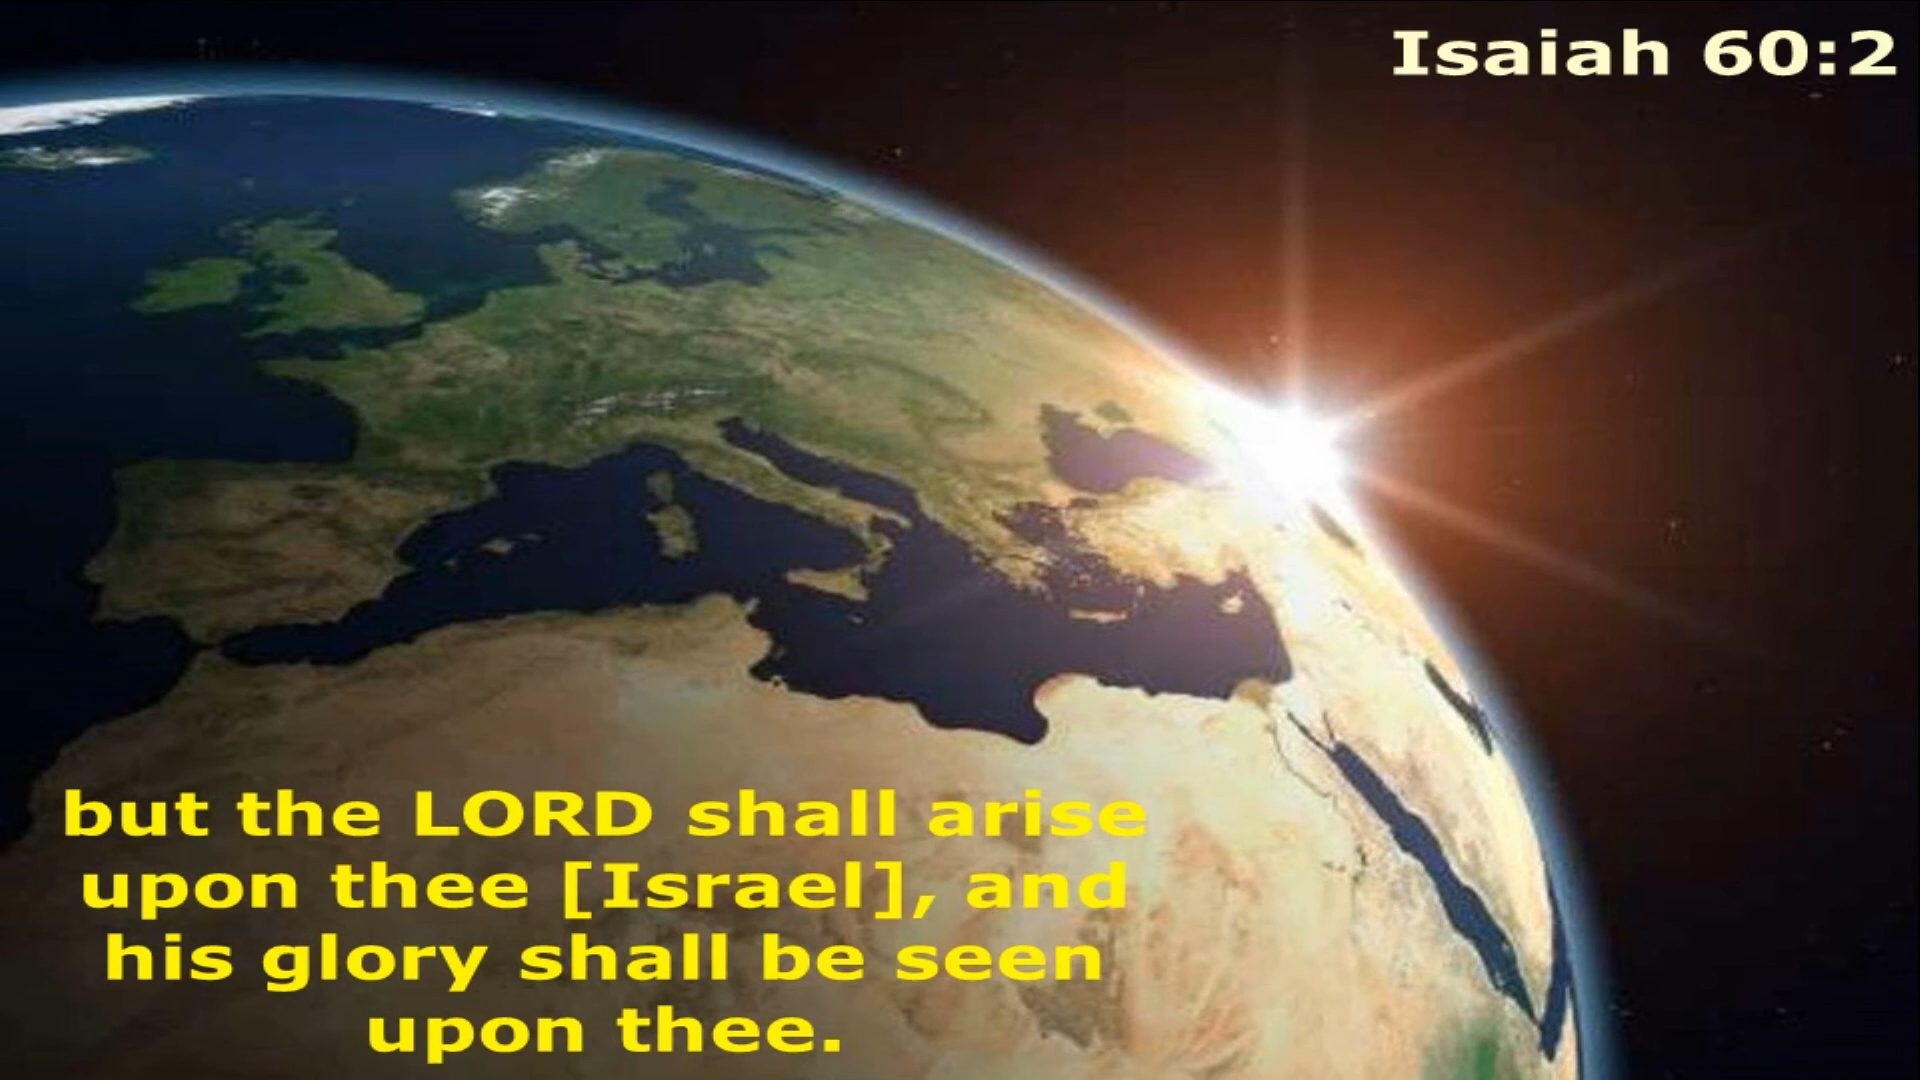 Isaiah 60:2
but the LORD shall arise
upon thee [Israel], and
his glory shall be seen
upon thee.